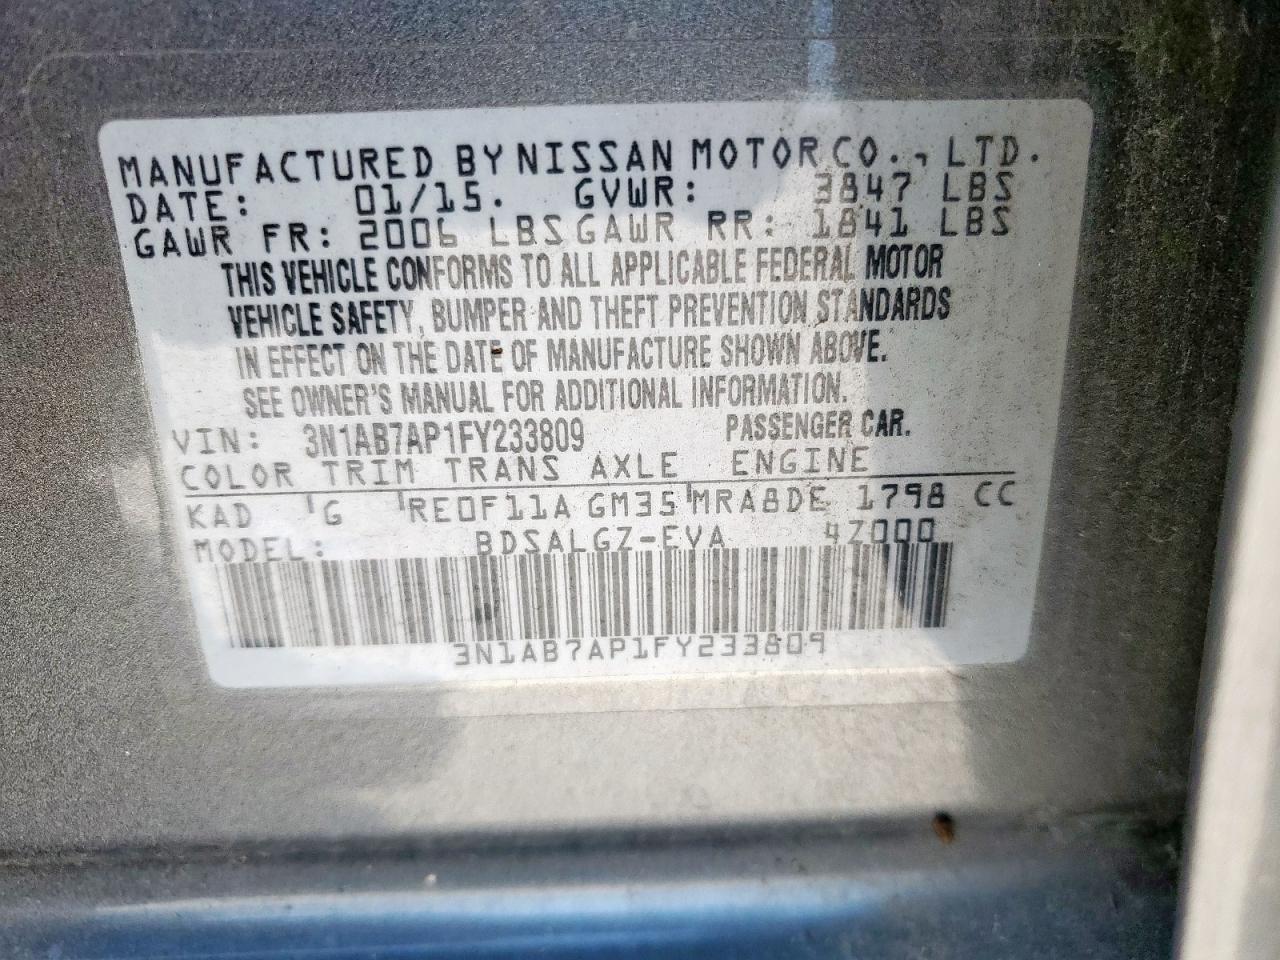 MANUFACTURED BY NISSAN MOTOR CO., LTD.
DATE: 01/15. GVWR: 3847 LBS
GAWR FR: 2006 LBS GAWR RR: 1841 LBS
THIS VEHICLE CONFORMS TO ALL APPLICABLE FEDERAL MOTOR
VEHICLE SAFETY, BUMPER AND THEFT PREVENTION STANDARDS
IN EFFECT ON THE DATE OF MANUFACTURE SHOWN ABOVE.
SEE OWNER'S MANUAL FOR ADDITIONAL INFORMATION.
VIN: 3N1AB7AP1FY233809 PASSENGER CAR.
COLOR TRIM TRANS AXLE ENGINE
KAD G RE0F11A GM35 MRA8DE 1798 CC
MODEL: BDSALGZ-EVA 4Z000
3N1AB7AP1FY233809